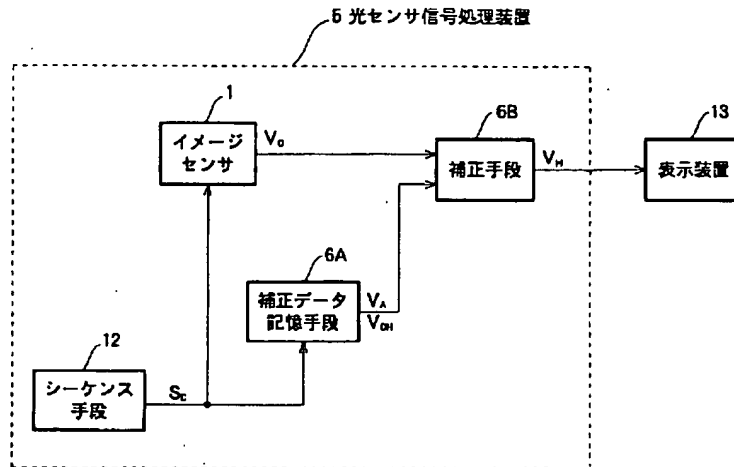 5 光センサ信号処理装置
1
イメージ
センサ
V_O
6B
補正手段
V_H
13
表示装置
6A
補正データ
記憶手段
V_A
V_OH
12
シーケンス
手段
S_C